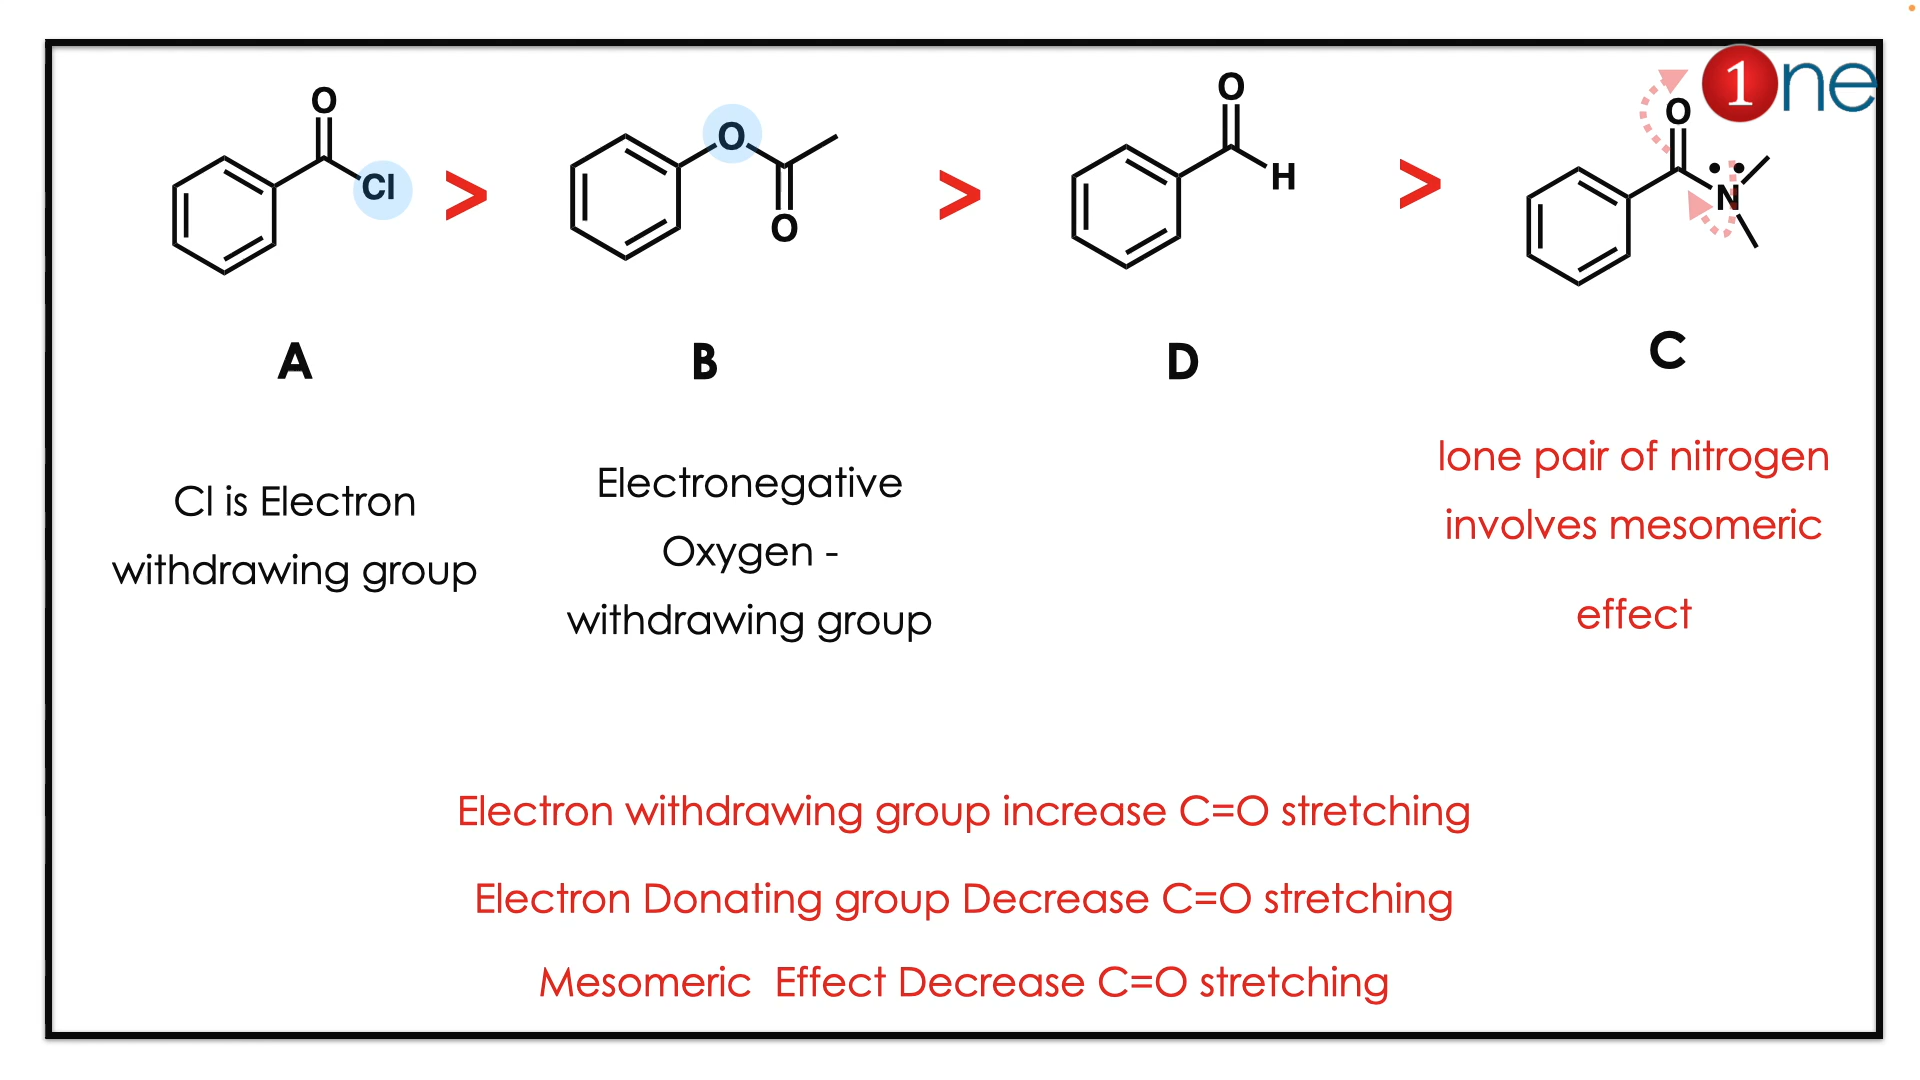 1ne
O
Cl
>
O
O
>
O
H
>
O
N
A
B
D
C
Cl is Electron
withdrawing group
Electronegative
Oxygen -
withdrawing group
lone pair of nitrogen
involves mesomeric
effect
Electron withdrawing group increase C=O stretching
Electron Donating group Decrease C=O stretching
Mesomeric Effect Decrease C=O stretching